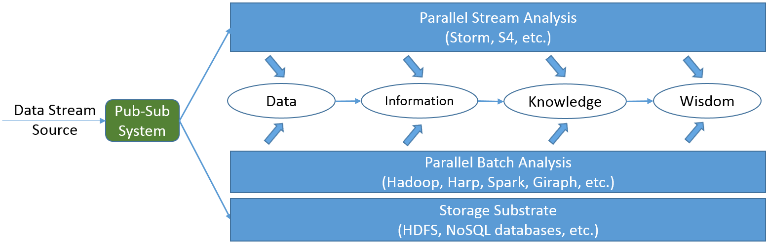 Parallel Stream Analysis
(Storm, S4, etc.)
Data Stream
Source
Pub-Sub
System
Data
Information
Knowledge
Wisdom
Parallel Batch Analysis
(Hadoop, Harp, Spark, Giraph, etc.)
Storage Substrate
(HDFS, NoSQL databases, etc.)